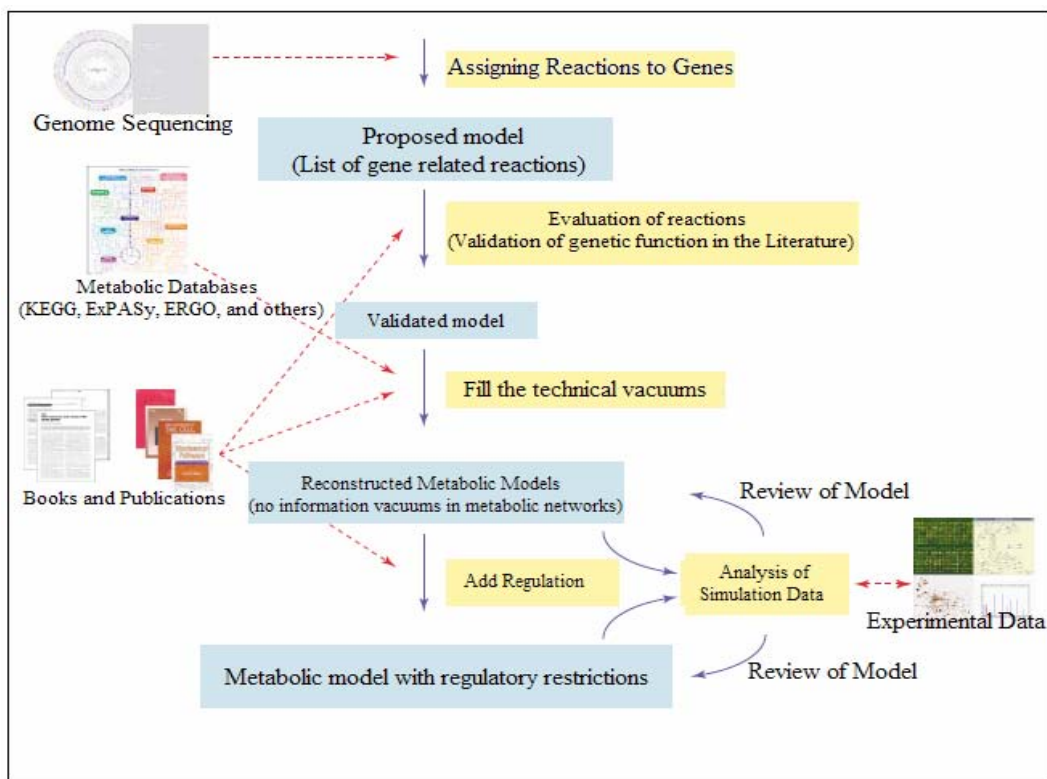 Assigning Reactions to Genes
Genome Sequencing
Proposed model
(List of gene related reactions)
Evaluation of reactions
(Validation of genetic function in the Literature)
Metabolic Databases
(KEGG, ExPASy, ERGO, and others)
Validated model
Fill the technical vacuums
Books and Publications
Reconstructed Metabolic Models
(no information vacuums in metabolic networks)
Review of Model
Add Regulation
Analysis of
Simulation Data
Experimental Data
Metabolic model with regulatory restrictions
Review of Model